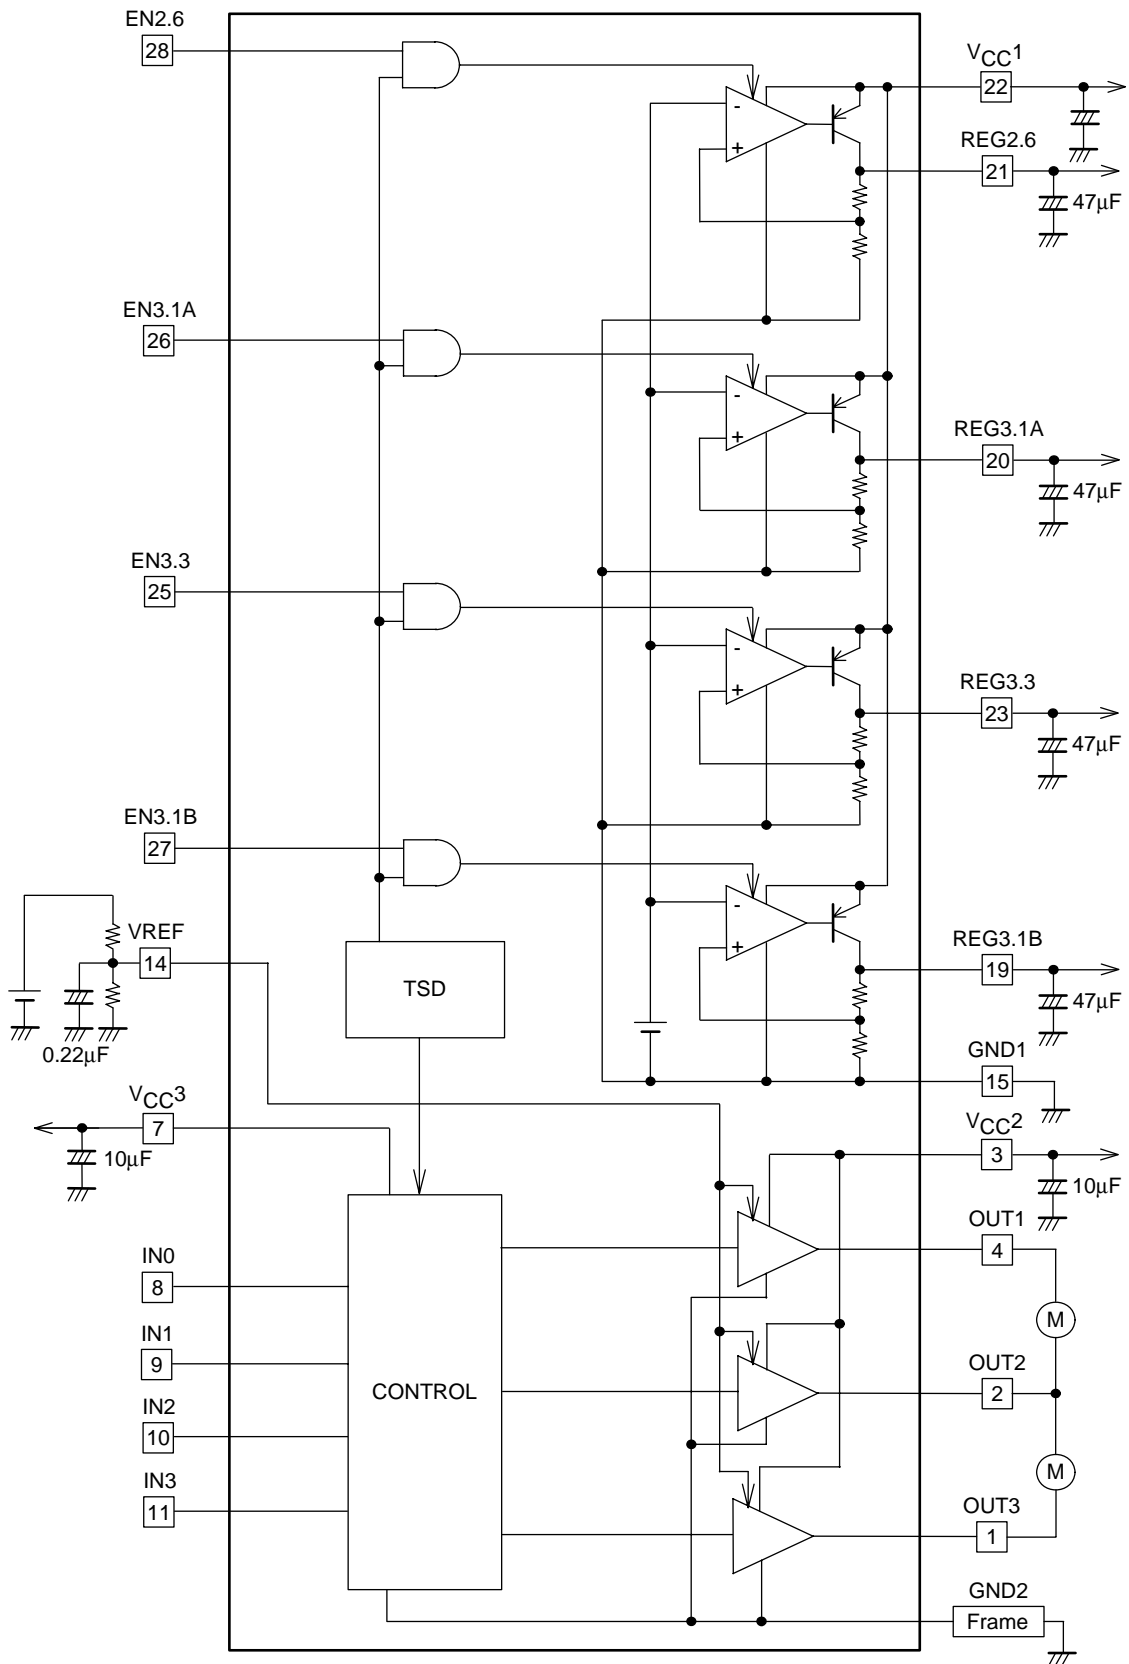 EN2.6
28
VCC1
22
-
+
REG2.6
21
47µF
EN3.1A
26
-
+
REG3.1A
20
47µF
EN3.3
25
-
+
REG3.3
23
47µF
EN3.1B
27
-
+
VREF
14
TSD
REG3.1B
19
47µF
0.22µF
GND1
15
VCC3
7
10µF
VCC2
3
10µF
OUT1
4
IN0
8
M
IN1
9
OUT2
2
CONTROL
IN2
10
M
IN3
11
OUT3
1
GND2
Frame